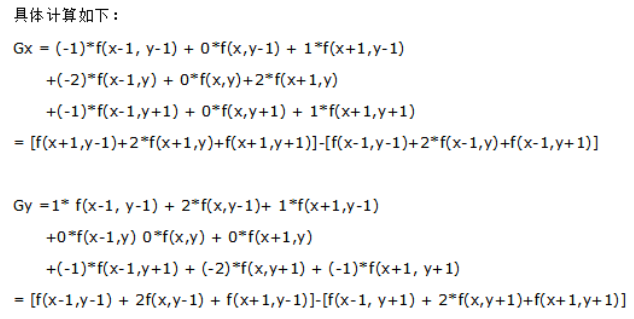 具体计算如下：
Gx = (-1)*f(x-1, y-1) + 0*f(x,y-1) + 1*f(x+1,y-1)
+(-2)*f(x-1,y) + 0*f(x,y)+2*f(x+1,y)
+(-1)*f(x-1,y+1) + 0*f(x,y+1) + 1*f(x+1,y+1)
= [f(x+1,y-1)+2*f(x+1,y)+f(x+1,y+1)]-[f(x-1,y-1)+2*f(x-1,y)+f(x-1,y+1)]
Gy =1* f(x-1, y-1) + 2*f(x,y-1)+ 1*f(x+1,y-1)
+0*f(x-1,y) 0*f(x,y) + 0*f(x+1,y)
+(-1)*f(x-1,y+1) + (-2)*f(x,y+1) + (-1)*f(x+1, y+1)
= [f(x-1,y-1) + 2f(x,y-1) + f(x+1,y-1)]-[f(x-1, y+1) + 2*f(x,y+1)+f(x+1,y+1)]